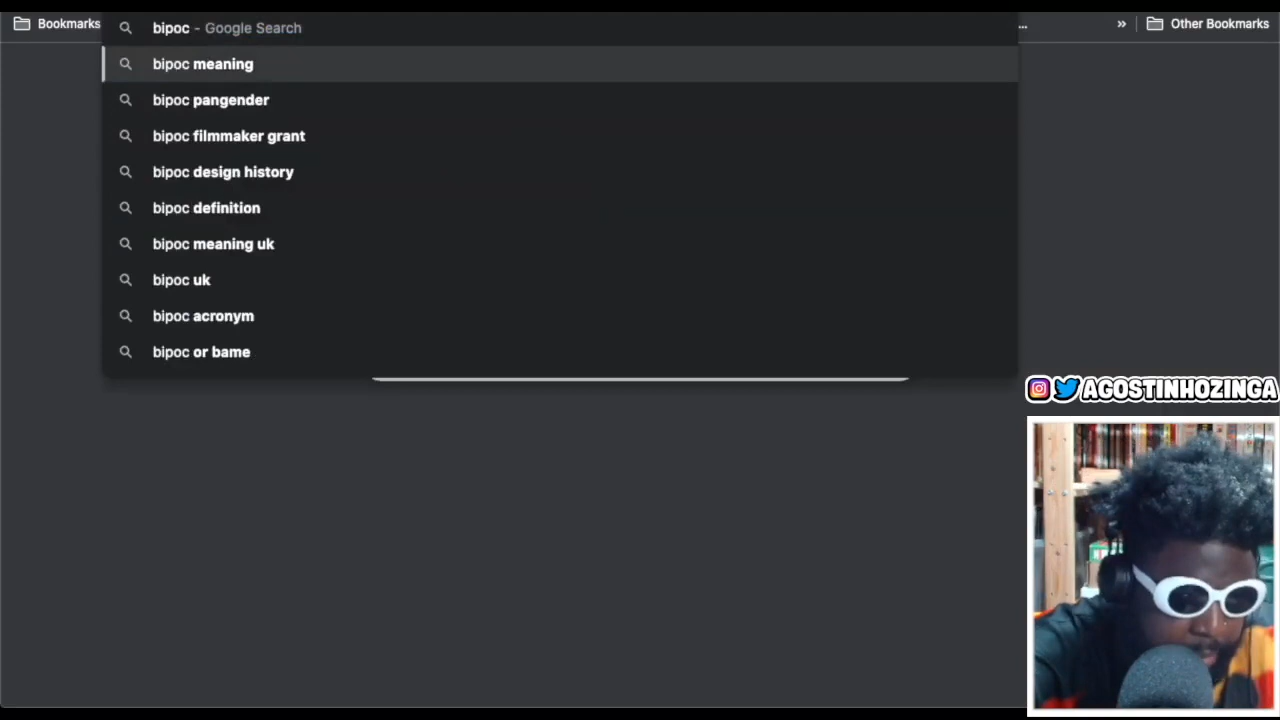 Bookmarks
bipoc - Google Search
...
»
Other Bookmarks
bipoc meaning
bipoc pangender
bipoc filmmaker grant
bipoc design history
bipoc definition
bipoc meaning uk
bipoc uk
bipoc acronym
bipoc or bame
AGOSTINHOZINGA